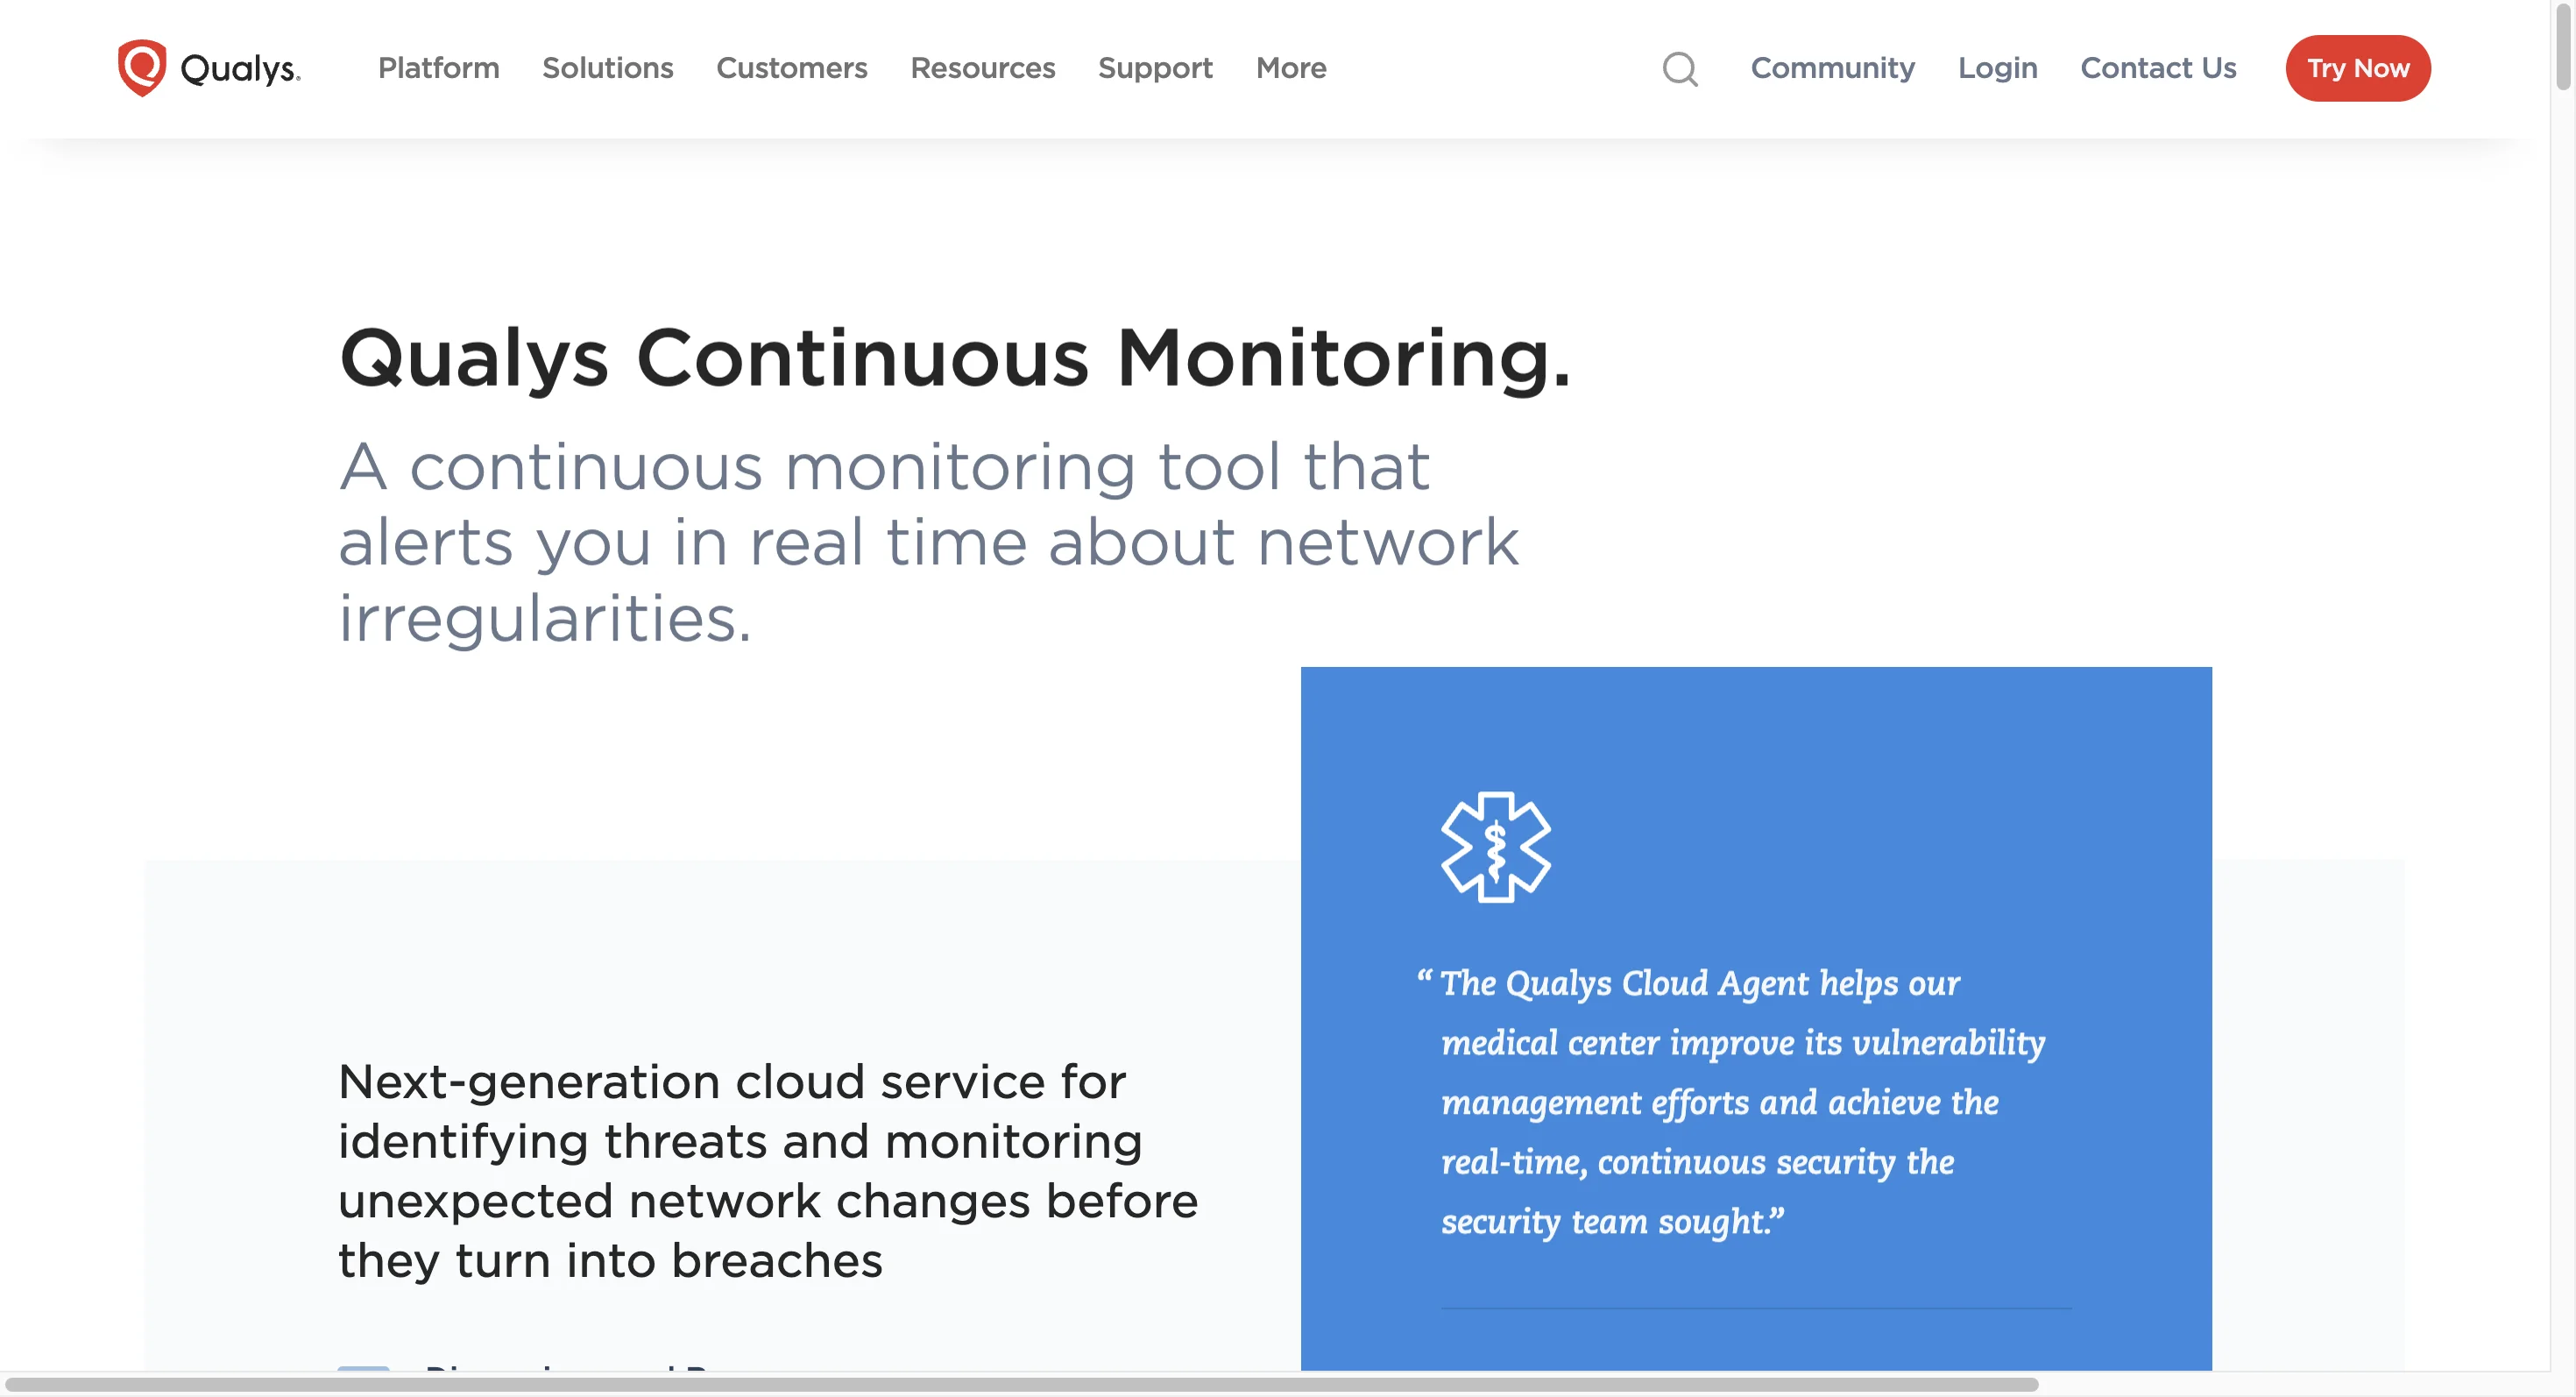 Qualys.
Platform
Solutions
Customers
Resources
Support
More
Community
Login
Contact Us
Try Now
Qualys Continuous Monitoring.
A continuous monitoring tool that
alerts you in real time about network
irregularities.
Next-generation cloud service for
identifying threats and monitoring
unexpected network changes before
they turn into breaches
“ The Qualys Cloud Agent helps our
medical center improve its vulnerability
management efforts and achieve the
real-time, continuous security the
security team sought.”